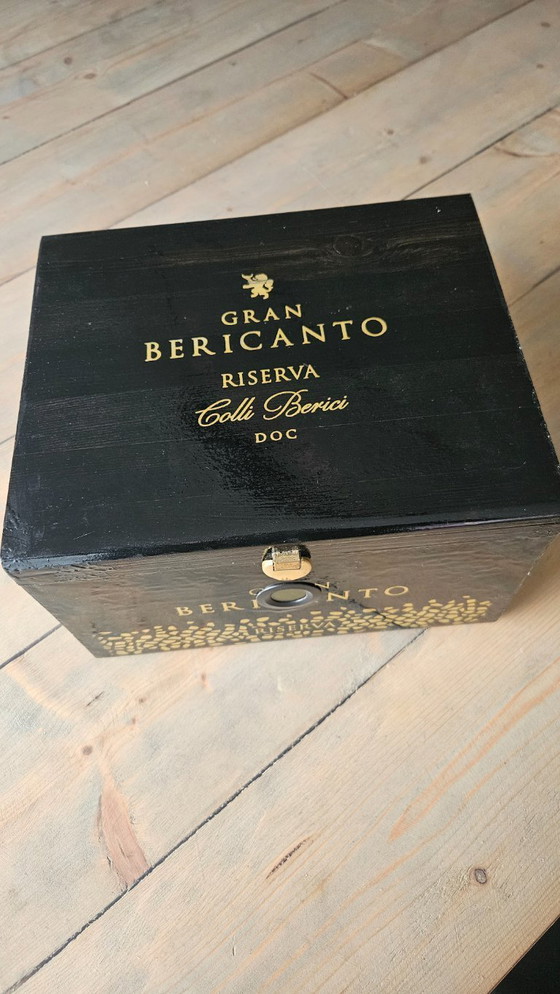 GRAN
BERICANTO
RISERVA
Colli Berici
DOC
BERICANTO
RISERVA